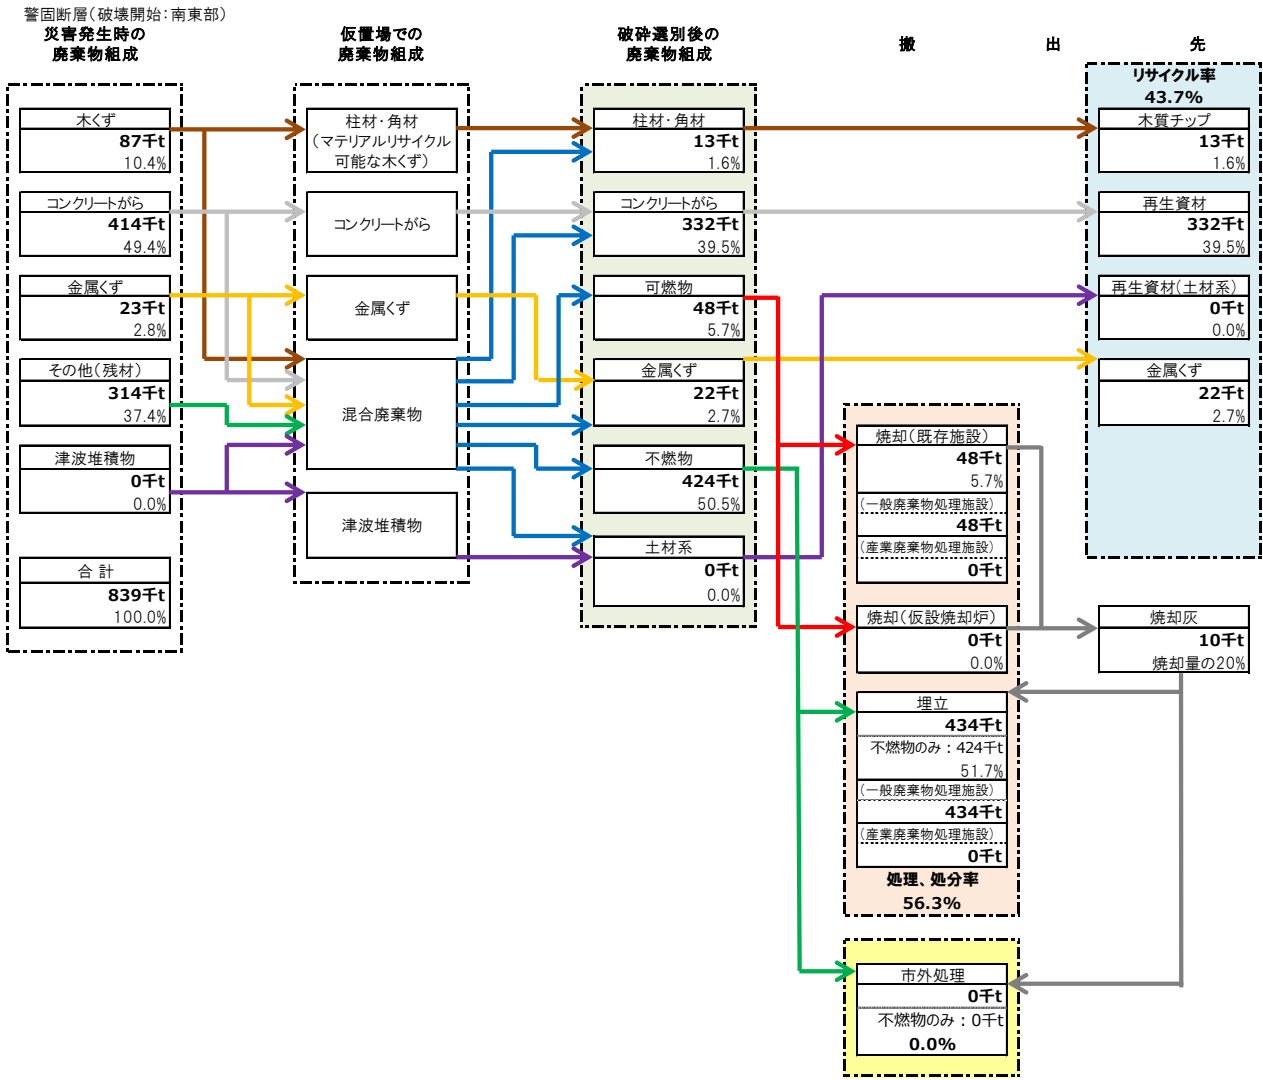 警固断層（破壊開始：南東部）
災害発生時の
廃棄物組成
仮置場での
廃棄物組成
破砕選別後の
廃棄物組成
搬 出 先
木くず
87千t
10.4%
コンクリートがら
414千t
49.4%
金属くず
23千t
2.8%
その他（残材）
314千t
37.4%
津波堆積物
0千t
0.0%
合 計
839千t
100.0%
柱材・角材
（マテリアルリサイクル
可能な木くず）
コンクリートがら
金属くず
混合廃棄物
津波堆積物
柱材・角材
13千t
1.6%
コンクリートがら
332千t
39.5%
可燃物
48千t
5.7%
金属くず
22千t
2.7%
不燃物
424千t
50.5%
土材系
0千t
0.0%
焼却（既存施設）
48千t
5.7%
（一般廃棄物処理施設）
48千t
（産業廃棄物処理施設）
0千t
焼却（仮設焼却炉）
0千t
0.0%
埋立
434千t
不燃物のみ：424千t
51.7%
（一般廃棄物処理施設）
434千t
（産業廃棄物処理施設）
0千t
処理、処分率
56.3%
市外処理
0千t
不燃物のみ：0千t
0.0%
リサイクル率
43.7%
木質チップ
13千t
1.6%
再生資材
332千t
39.5%
再生資材（土材系）
0千t
0.0%
金属くず
22千t
2.7%
焼却灰
10千t
焼却量の20%